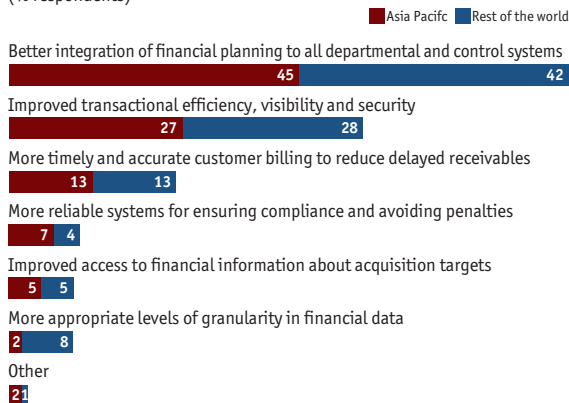 (% respondents)
Asia Pacifc Rest of the world
Better integration of financial planning to all departmental and control systems
45 42
Improved transactional efficiency, visibility and security
27 28
More timely and accurate customer billing to reduce delayed receivables
13 13
More reliable systems for ensuring compliance and avoiding penalties
7 4
Improved access to financial information about acquisition targets
5 5
More appropriate levels of granularity in financial data
2 8
Other
2 1